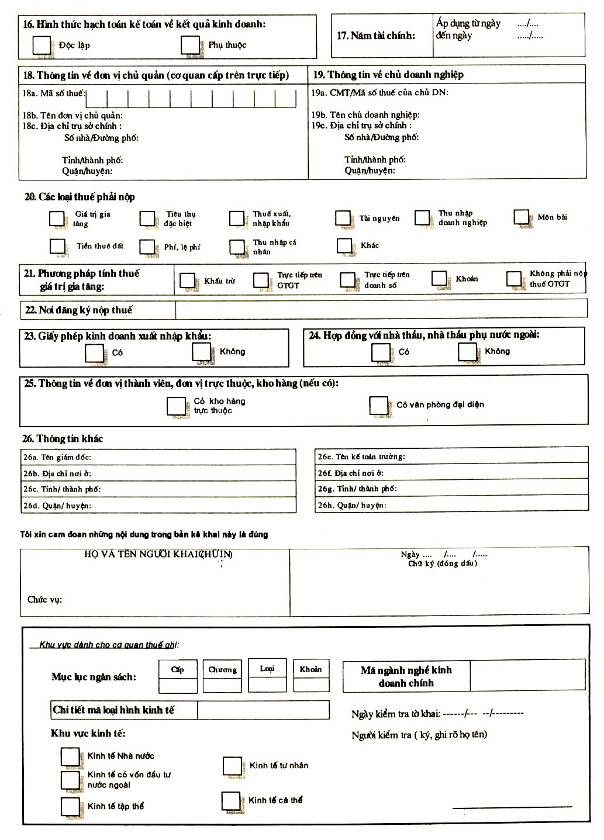 16. Hình thức hạch toán kế toán về kết quả kinh doanh:
Độc lập Phụ thuộc
17. Năm tài chính:
Áp dụng từ ngày ..../....
đến ngày ...../.....
18. Thông tin về đơn vị chủ quản (cơ quan cấp trên trực tiếp)
18a. Mã số thuế:
18b. Tên đơn vị chủ quản:
18c. Địa chỉ trụ sở chính :
Số nhà/Đường phố:
Tỉnh/thành phố:
Quận/huyện:
19. Thông tin về chủ doanh nghiệp
19a. CMT/Mã số thuế của chủ DN:
19b. Tên chủ doanh nghiệp:
19c. Địa chỉ trụ sở chính :
Số nhà/Đường phố:
Tỉnh/thành phố:
Quận/huyện:
20. Các loại thuế phải nộp
Giá trị gia tăng
Tiêu thụ đặc biệt
Thuế xuất, nhập khẩu
Tài nguyên
Thu nhập doanh nghiệp
Môn bài
Tiền thuê đất
Phí, lệ phí
Thu nhập cá nhân
Khác
21. Phương pháp tính thuế
giá trị gia tăng:
Khấu trừ
Trực tiếp trên GTGT
Trực tiếp trên doanh số
Khoán
Không phải nộp thuế GTGT
22. Nơi đăng ký nộp thuế
23. Giấy phép kinh doanh xuất nhập khẩu:
Có Không
24. Hợp đồng với nhà thầu, nhà thầu phụ nước ngoài:
Có Không
25. Thông tin về đơn vị thành viên, đơn vị trực thuộc, kho hàng (nếu có):
Có kho hàng
trực thuộc
Có văn phòng đại diện
26. Thông tin khác
26a. Tên giám đốc:
26b. Địa chỉ nơi ở:
26c. Tỉnh/ thành phố:
26d. Quận/ huyện:
26e. Tên kế toán trưởng:
26f. Địa chỉ nơi ở:
26g. Tỉnh/ thành phố:
26h. Quận/ huyện:
Tôi xin cam đoan những nội dung trong bản kê khai này là đúng
HỌ VÀ TÊN NGƯỜI KHAI(CHỮ IN)
Chức vụ:
Ngày .... /.... /.....
Chữ ký (đóng dấu)
Khu vực dành cho cơ quan thuế ghi:
Mục lục ngân sách:
Cấp Chương Loại Khoản
Mã ngành nghề kinh
doanh chính
Chi tiết mã loại hình kinh tế
Ngày kiểm tra tờ khai: ------/--- --/---------
Khu vực kinh tế:
Người kiểm tra ( ký, ghi rõ họ tên)
Kinh tế Nhà nước
Kinh tế có vốn đầu tư
nước ngoài
Kinh tế tập thể
Kinh tế tư nhân
Kinh tế cá thể